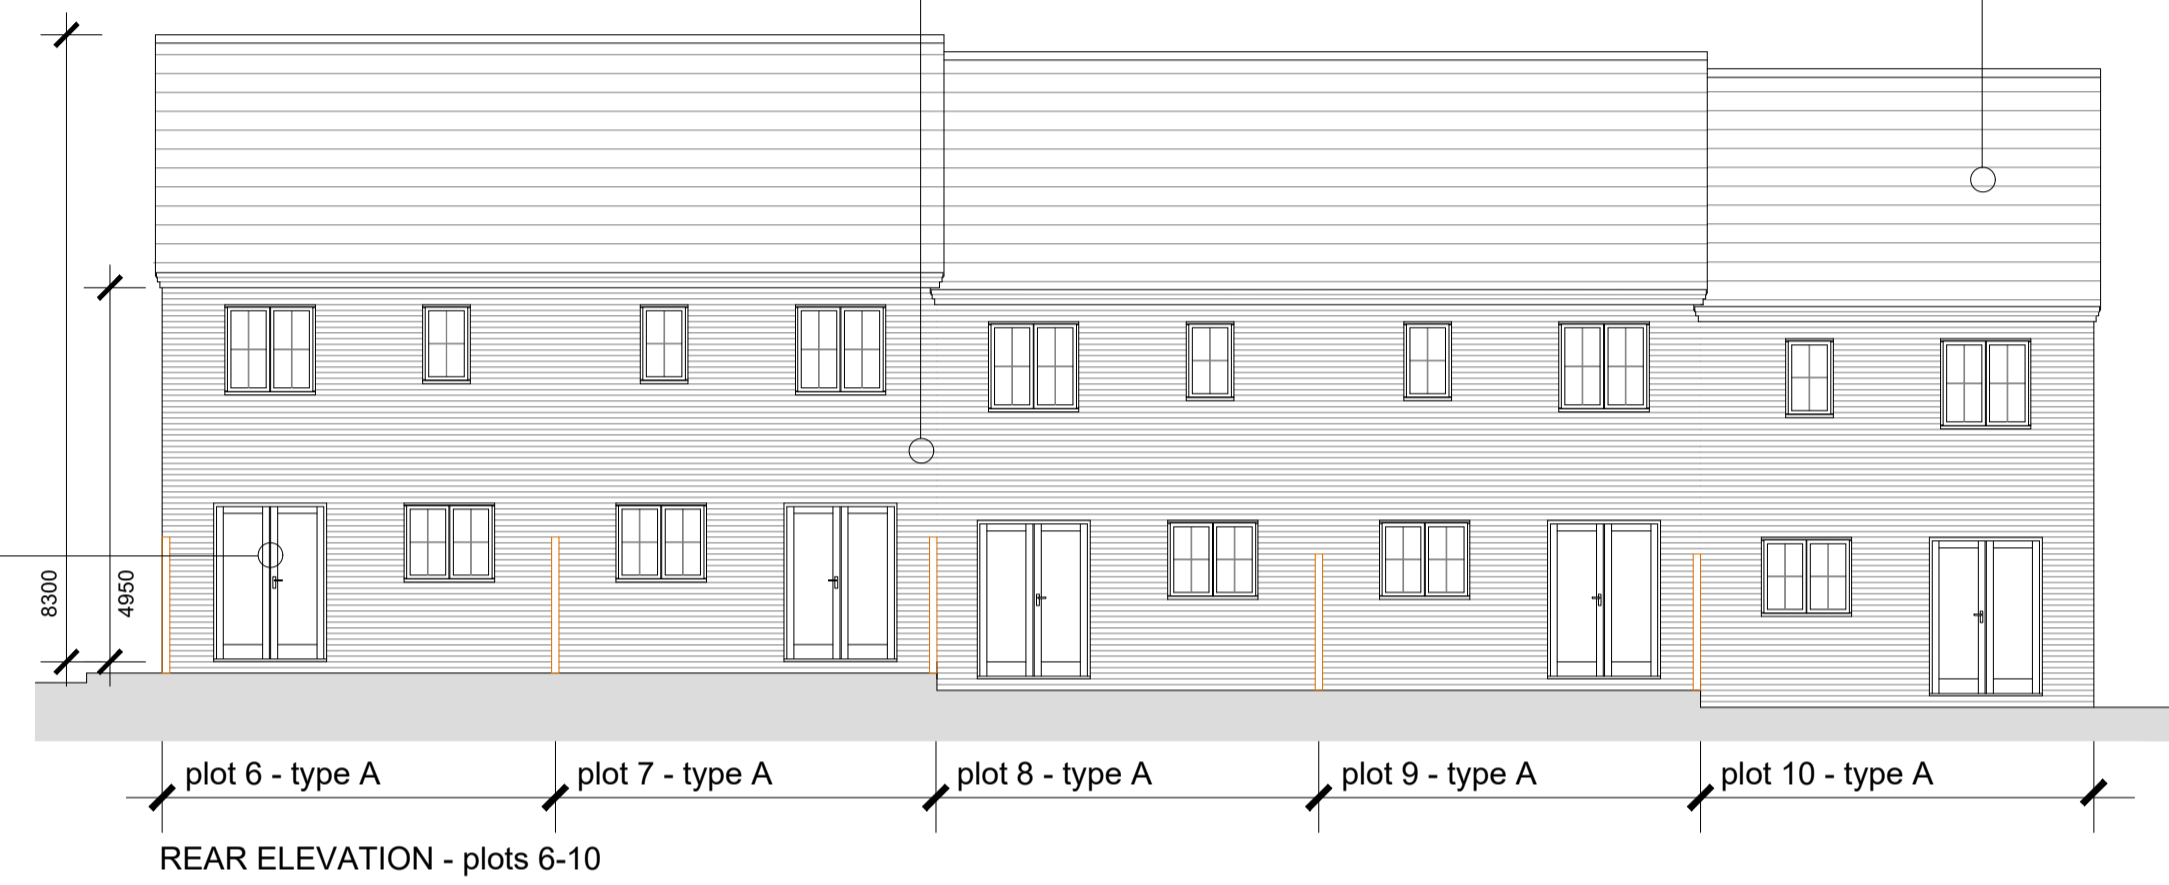 8300
4950
plot 6 - type A
plot 7 - type A
plot 8 - type A
plot 9 - type A
plot 10 - type A
REAR ELEVATION - plots 6-10